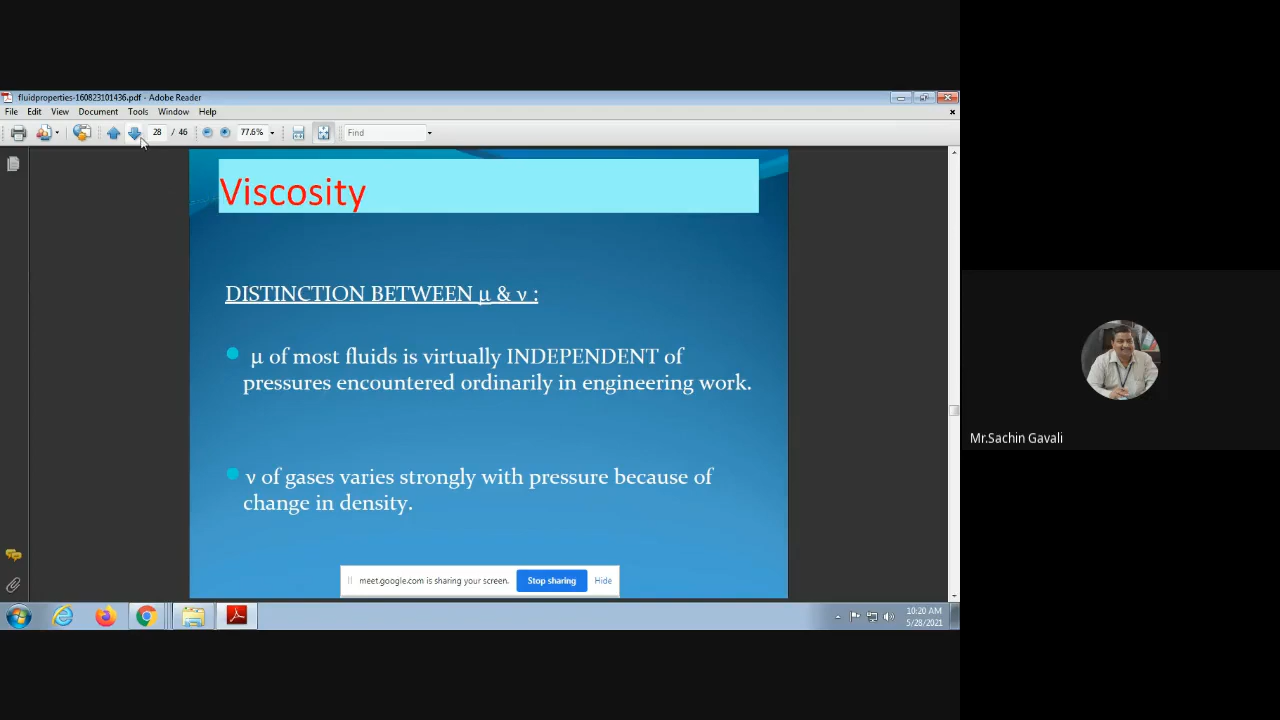 fluidproperties-160823101436.pdf - Adobe Reader
File Edit View Document Tools Window Help
28 / 46 77.6% Find
Viscosity
DISTINCTION BETWEEN μ & ν :
μ of most fluids is virtually INDEPENDENT of
pressures encountered ordinarily in engineering work.
ν of gases varies strongly with pressure because of
change in density.
Mr.Sachin Gavali
meet.google.com is sharing your screen. Stop sharing Hide
10:20 AM
5/28/2021